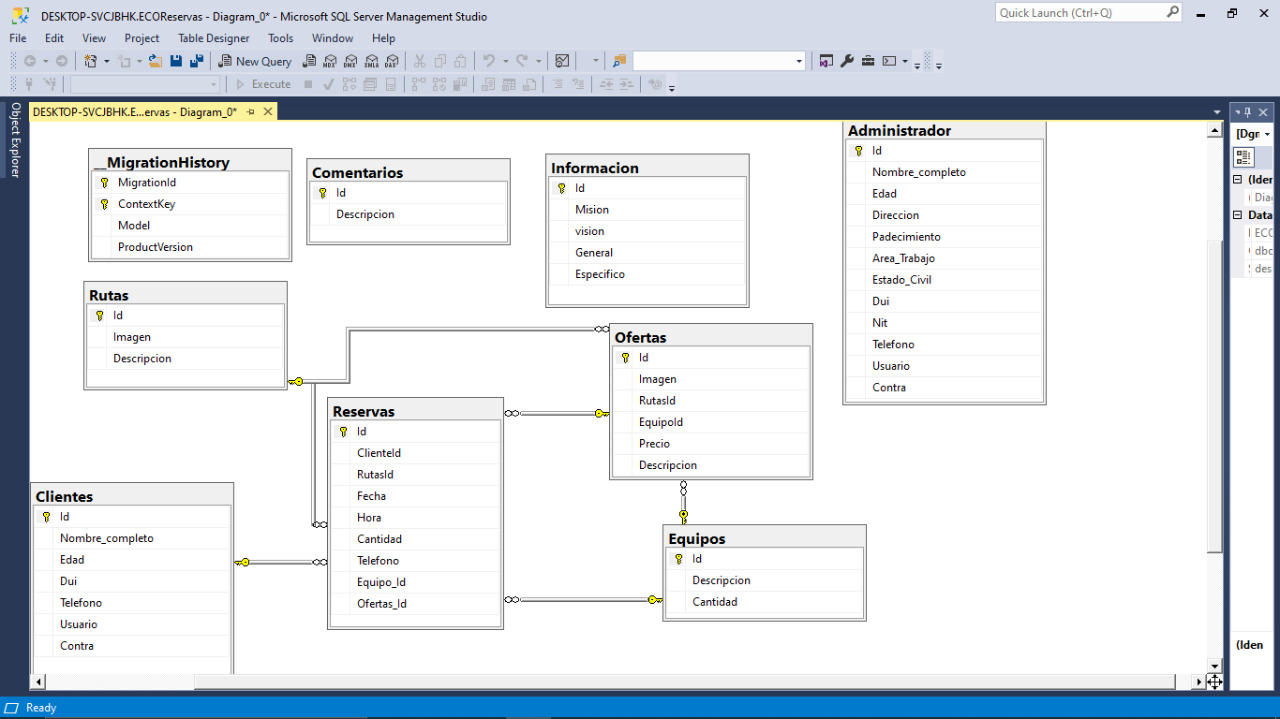 DESKTOP-SVCJBHK.ECOReservas - Diagram_0* - Microsoft SQL Server Management Studio
Quick Launch (Ctrl+Q)
File Edit View Project Table Designer Tools Window Help
New Query
Execute
Object Explorer
DESKTOP-SVCJBHK.E...ervas - Diagram_0*
__MigrationHistory
MigrationId
ContextKey
Model
ProductVersion
Comentarios
Id
Descripcion
Informacion
Id
Mision
vision
General
Especifico
Administrador
Id
Nombre_completo
Edad
Direccion
Padecimiento
Area_Trabajo
Estado_Civil
Dui
Nit
Telefono
Usuario
Contra
Rutas
Id
Imagen
Descripcion
Ofertas
Id
Imagen
RutasId
EquipoId
Precio
Descripcion
Reservas
Id
ClienteId
RutasId
Fecha
Hora
Cantidad
Telefono
Equipo_Id
Ofertas_Id
Clientes
Id
Nombre_completo
Edad
Dui
Telefono
Usuario
Contra
Equipos
Id
Descripcion
Cantidad
[Dgr
(Iden
Data
ECC
dbc
des
(Iden
Ready